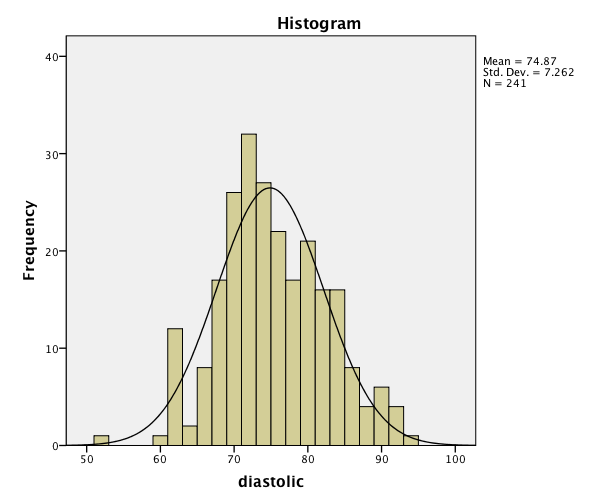 Histogram
Mean = 74.87
Std. Dev. = 7.262
N = 241
40
30
20
10
0
Frequency
50 60 70 80 90 100
diastolic